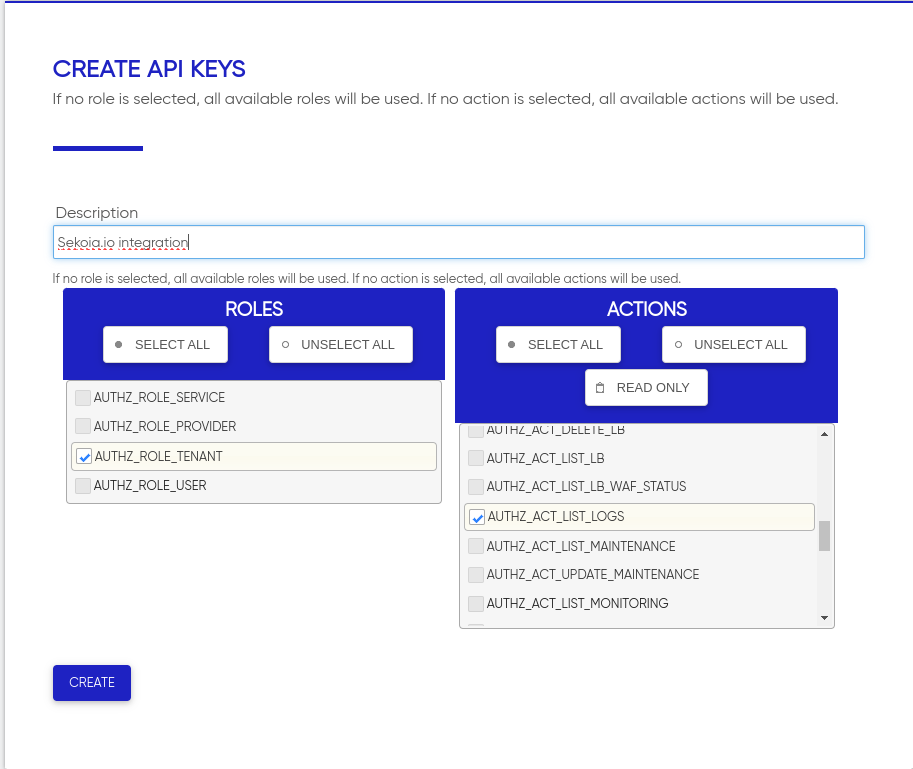 CREATE API KEYS
If no role is selected, all available roles will be used. If no action is selected, all available actions will be used.
Description
Sekoia.io integration
If no role is selected, all available roles will be used. If no action is selected, all available actions will be used.
ROLES
SELECT ALL
UNSELECT ALL
AUTHZ_ROLE_SERVICE
AUTHZ_ROLE_PROVIDER
AUTHZ_ROLE_TENANT
AUTHZ_ROLE_USER
ACTIONS
SELECT ALL
UNSELECT ALL
READ ONLY
AUTHZ_ACT_DELETE_LB
AUTHZ_ACT_LIST_LB
AUTHZ_ACT_LIST_LB_WAF_STATUS
AUTHZ_ACT_LIST_LOGS
AUTHZ_ACT_LIST_MAINTENANCE
AUTHZ_ACT_UPDATE_MAINTENANCE
AUTHZ_ACT_LIST_MONITORING
CREATE